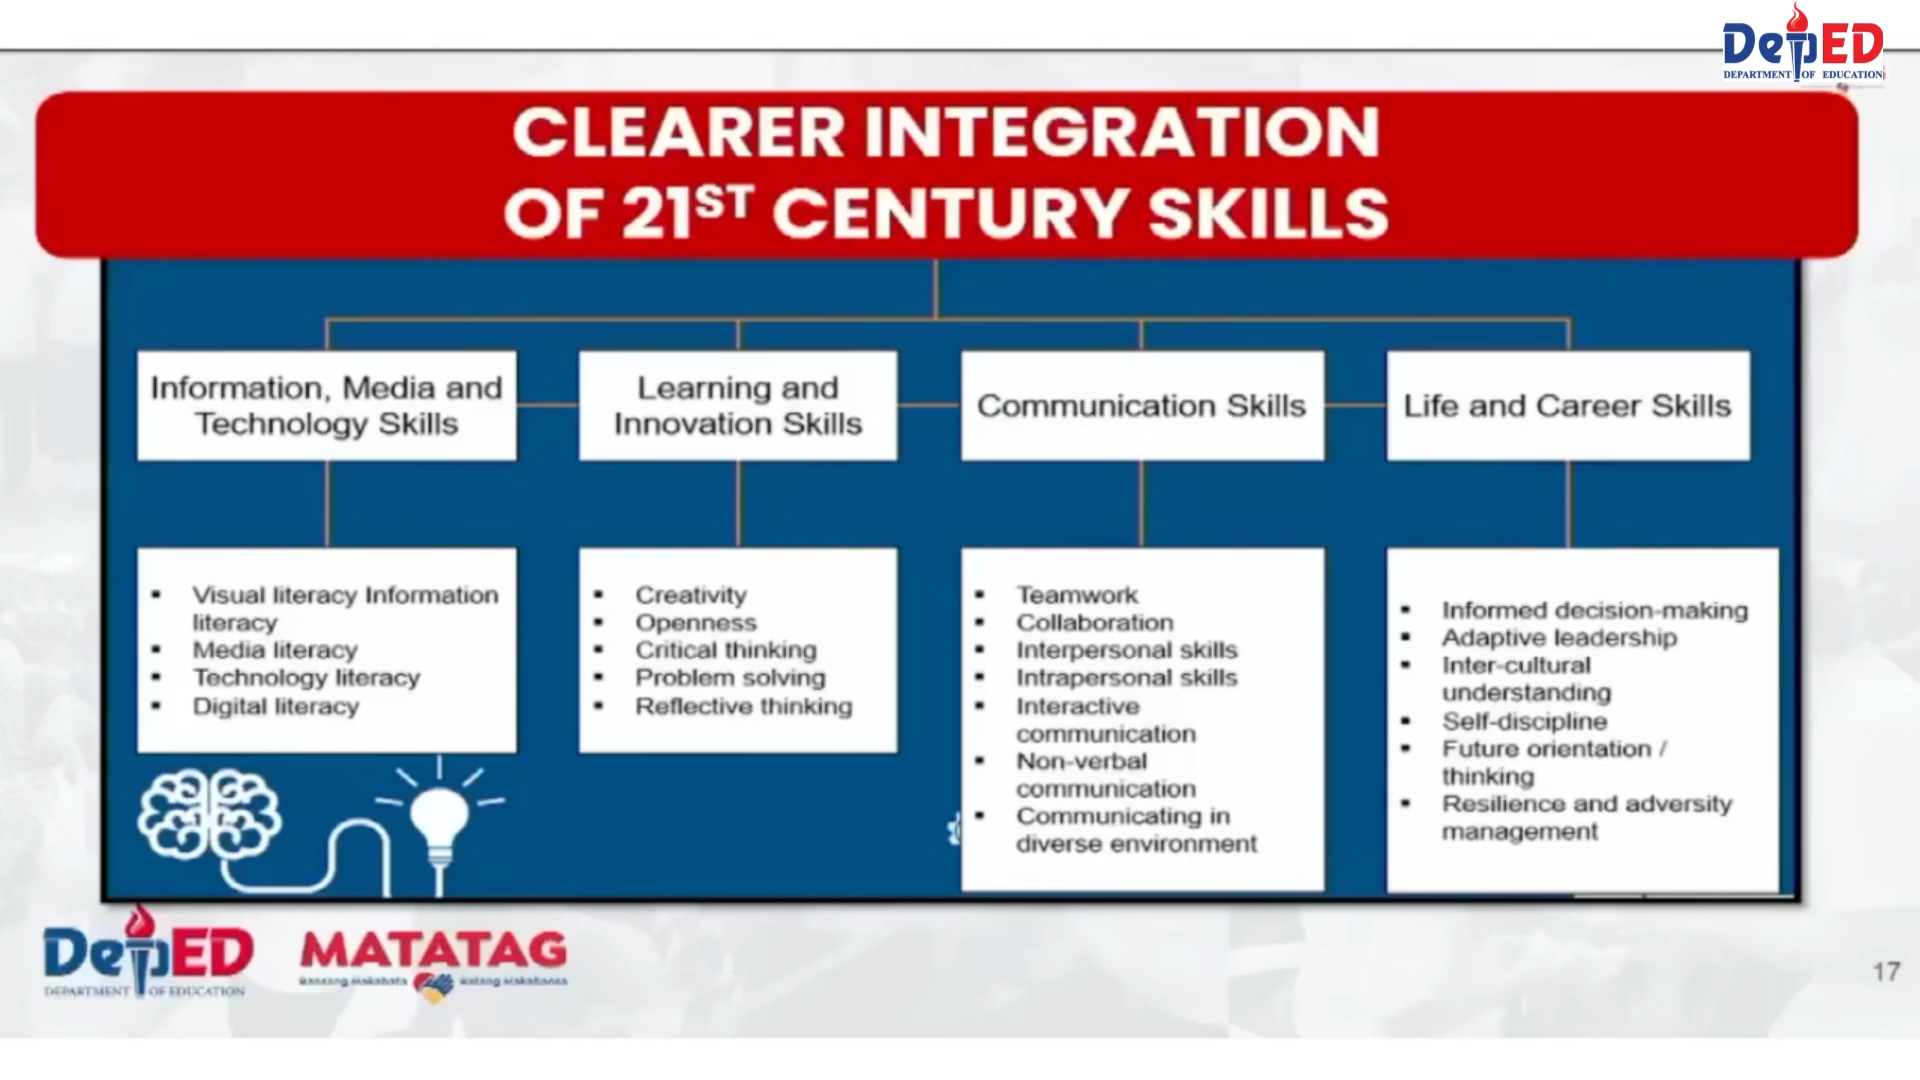 DepED
DEPARTMENT OF EDUCATION
CLEARER INTEGRATION
OF 21ST CENTURY SKILLS
Information, Media and
Technology Skills
Learning and
Innovation Skills
Communication Skills
Life and Career Skills
▪ Visual literacy Information
literacy
▪ Media literacy
▪ Technology literacy
▪ Digital literacy
▪ Creativity
▪ Openness
▪ Critical thinking
▪ Problem solving
▪ Reflective thinking
▪ Teamwork
▪ Collaboration
▪ Interpersonal skills
▪ Intrapersonal skills
▪ Interactive
communication
▪ Non-verbal
communication
▪ Communicating in
diverse environment
▪ Informed decision-making
▪ Adaptive leadership
▪ Inter-cultural
understanding
▪ Self-discipline
▪ Future orientation /
thinking
▪ Resilience and adversity
management
DepED
DEPARTMENT OF EDUCATION
MATATAG
Bansang Makabata Batang Makabansa
17